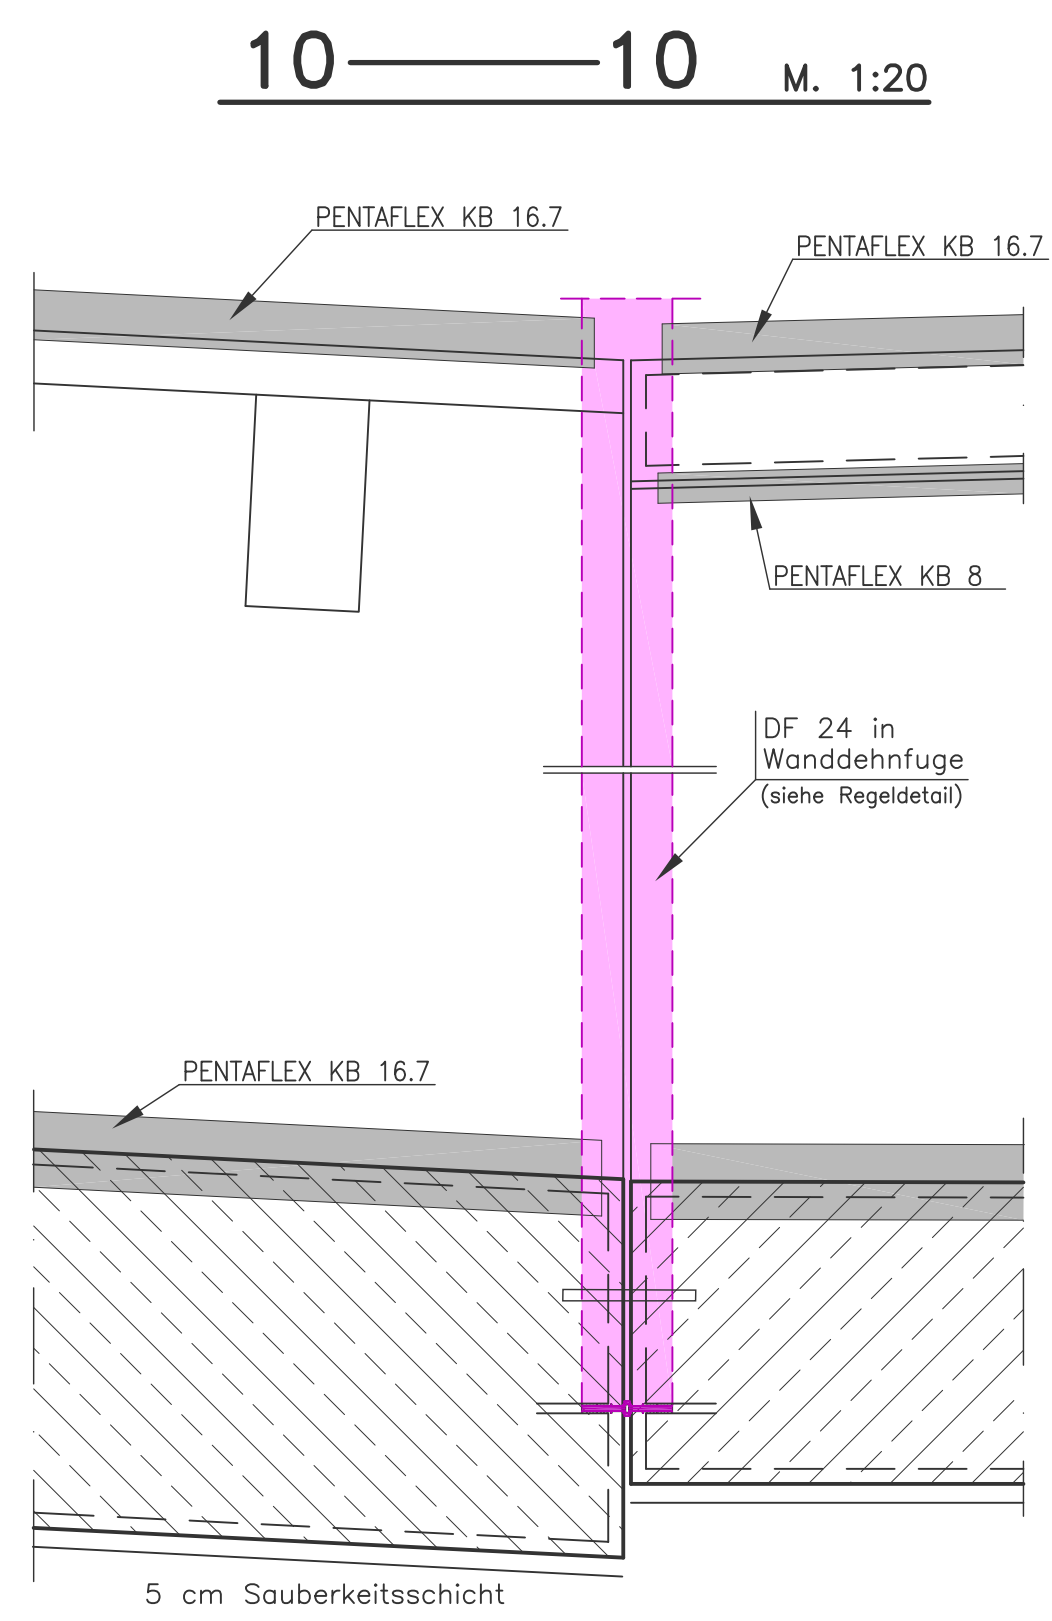 10 10 M. 1:20
PENTAFLEX KB 16.7
PENTAFLEX KB 16.7
PENTAFLEX KB 8
DF 24 in
Wanddehnfuge
(siehe Regeldetail)
PENTAFLEX KB 16.7
5 cm Sauberkeitsschicht